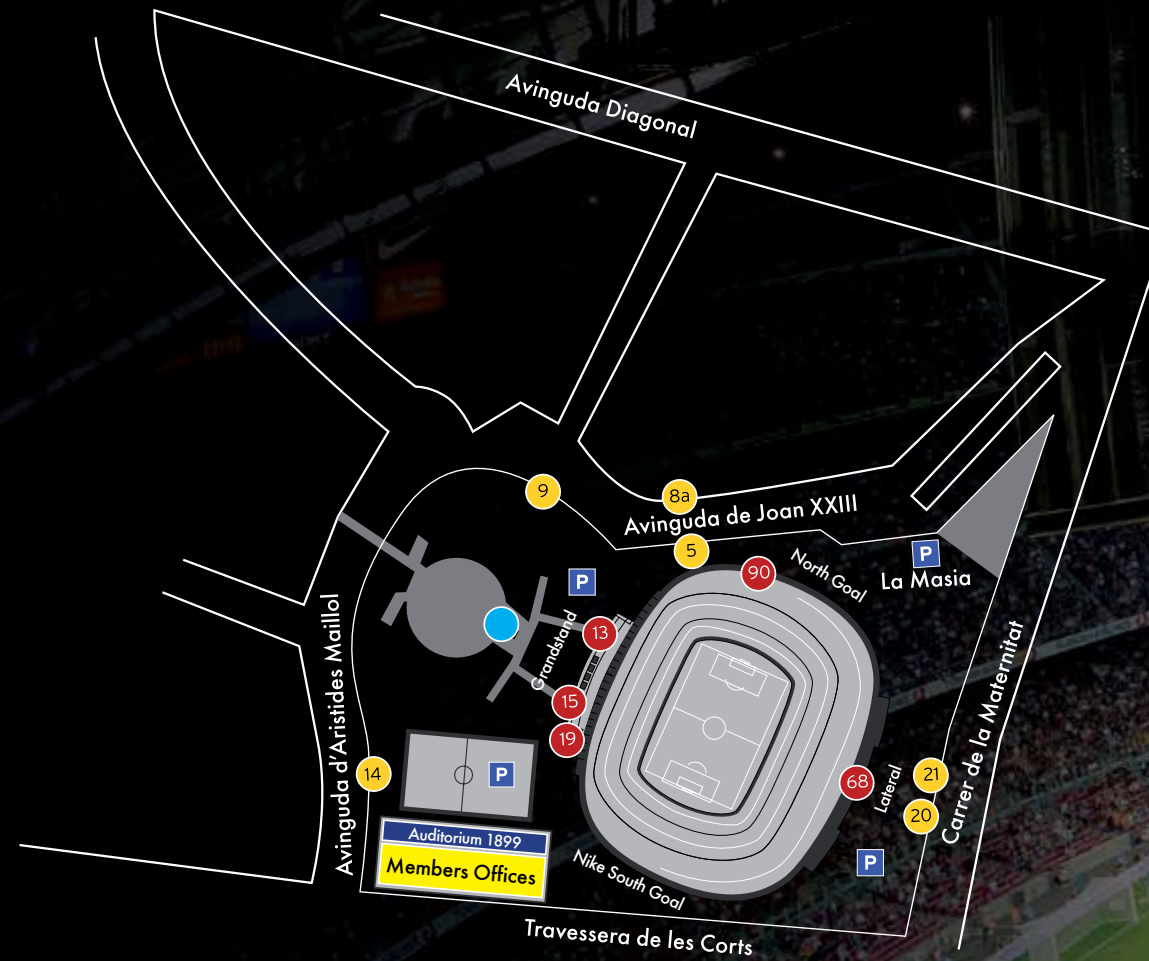 Avinguda Diagonal
9
8a
Avinguda de Joan XXIII
5
P
90
North Goal
La Masia
P
Grandstand
13
15
19
Avinguda d'Aristides Maillol
14
P
68
Lateral
21
20
Carrer de la Maternitat
Auditorium 1899
Members Offices
P
Nike South Goal
Travessera de les Corts